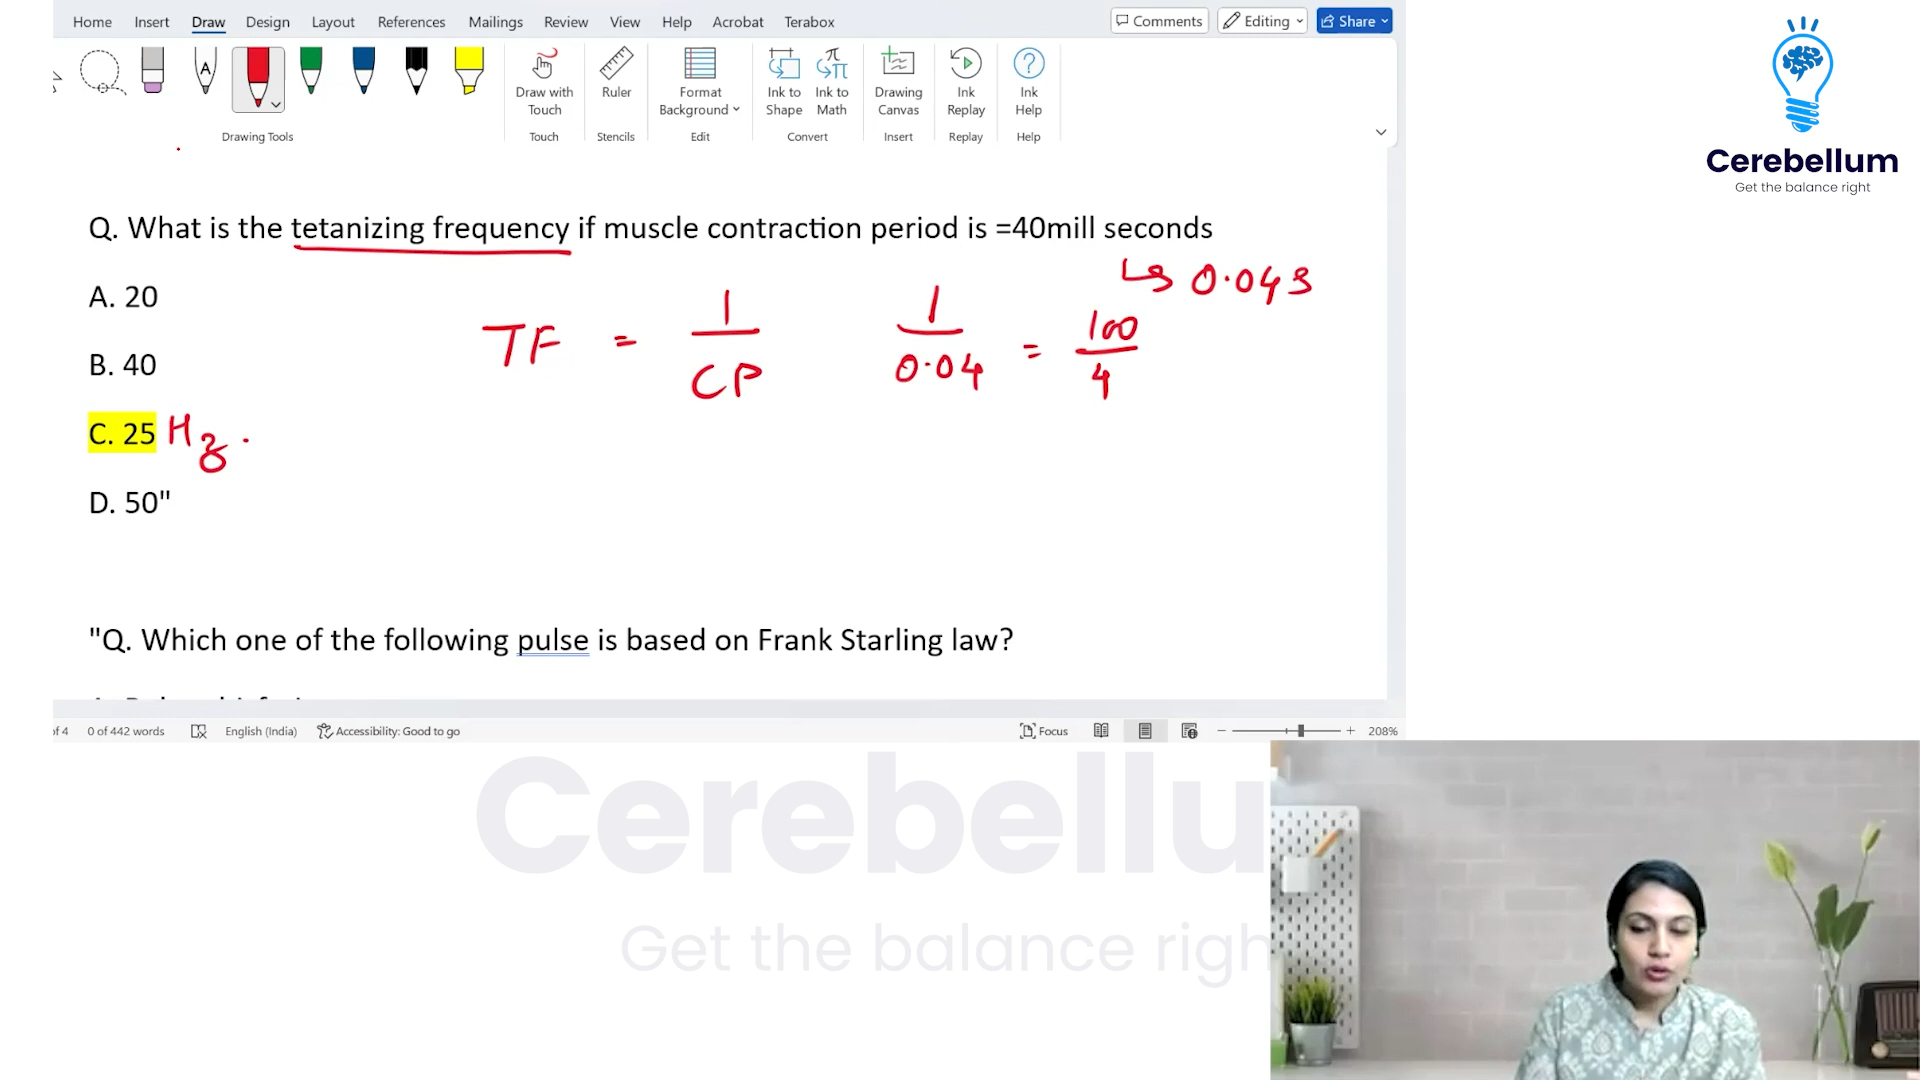 Home Insert Draw Design Layout References Mailings Review View Help Acrobat Terabox Comments Editing Share
A
Draw with Touch Ruler Format Background Ink to Shape Ink to Math Drawing Canvas Ink Replay Ink Help
Drawing Tools Touch Stencils Edit Convert Insert Replay Help
Cerebellum
Get the balance right
Q. What is the tetanizing frequency if muscle contraction period is =40mill seconds
↳ 0.04s
A. 20
TF = 1/CP 1/0.04 = 100/4
B. 40
C. 25 Hz.
D. 50"
"Q. Which one of the following pulse is based on Frank Starling law?
of 4 0 of 442 words English (India) Accessibility: Good to go Focus 208%
Cerebellu
Get the balance righ